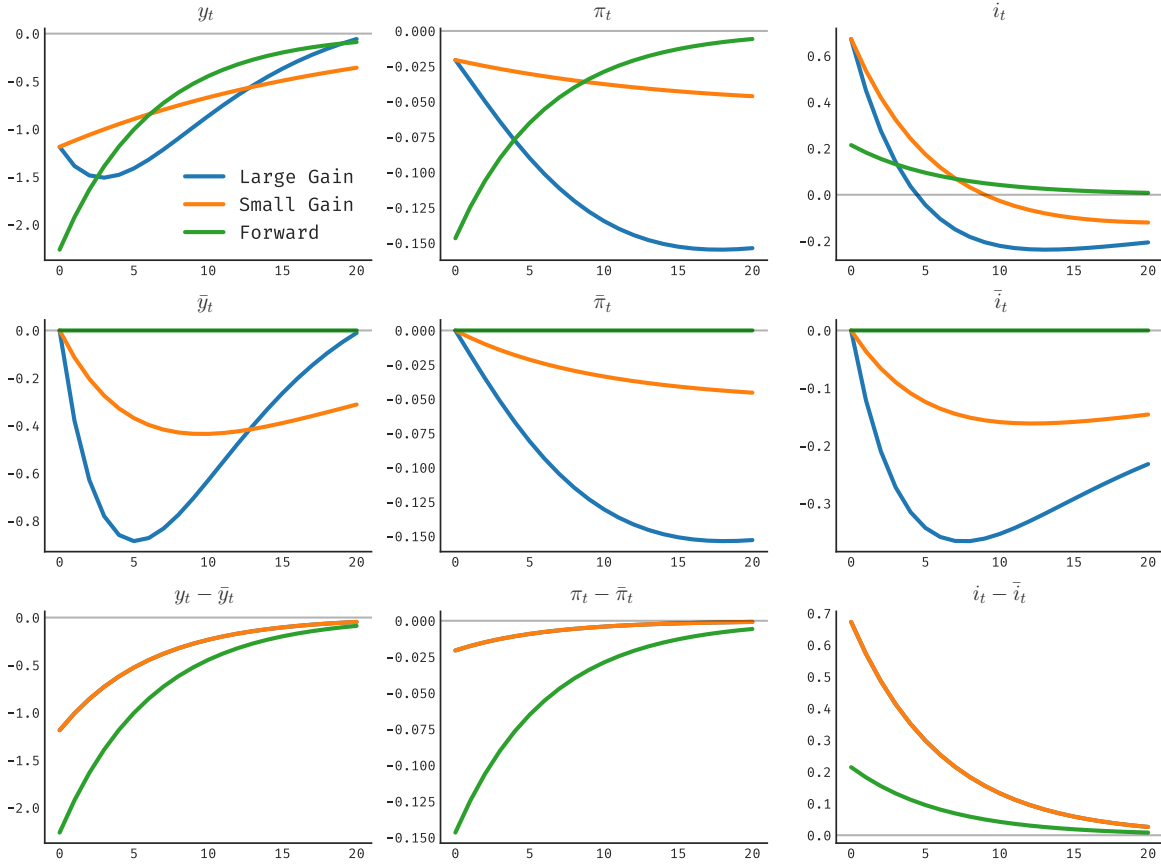 y_t
0.0
-0.5
-1.0
-1.5
-2.0
0 5 10 15 20
Large Gain
Small Gain
Forward
π_t
0.000
-0.025
-0.050
-0.075
-0.100
-0.125
-0.150
0 5 10 15 20
i_t
0.6
0.4
0.2
0.0
-0.2
0 5 10 15 20
ȳ_t
0.0
-0.2
-0.4
-0.6
-0.8
0 5 10 15 20
π̄_t
0.000
-0.025
-0.050
-0.075
-0.100
-0.125
-0.150
0 5 10 15 20
ī_t
0.0
-0.1
-0.2
-0.3
0 5 10 15 20
y_t − ȳ_t
0.0
-0.5
-1.0
-1.5
-2.0
0 5 10 15 20
π_t − π̄_t
0.000
-0.025
-0.050
-0.075
-0.100
-0.125
-0.150
0 5 10 15 20
i_t − ī_t
0.7
0.6
0.5
0.4
0.3
0.2
0.1
0.0
0 5 10 15 20